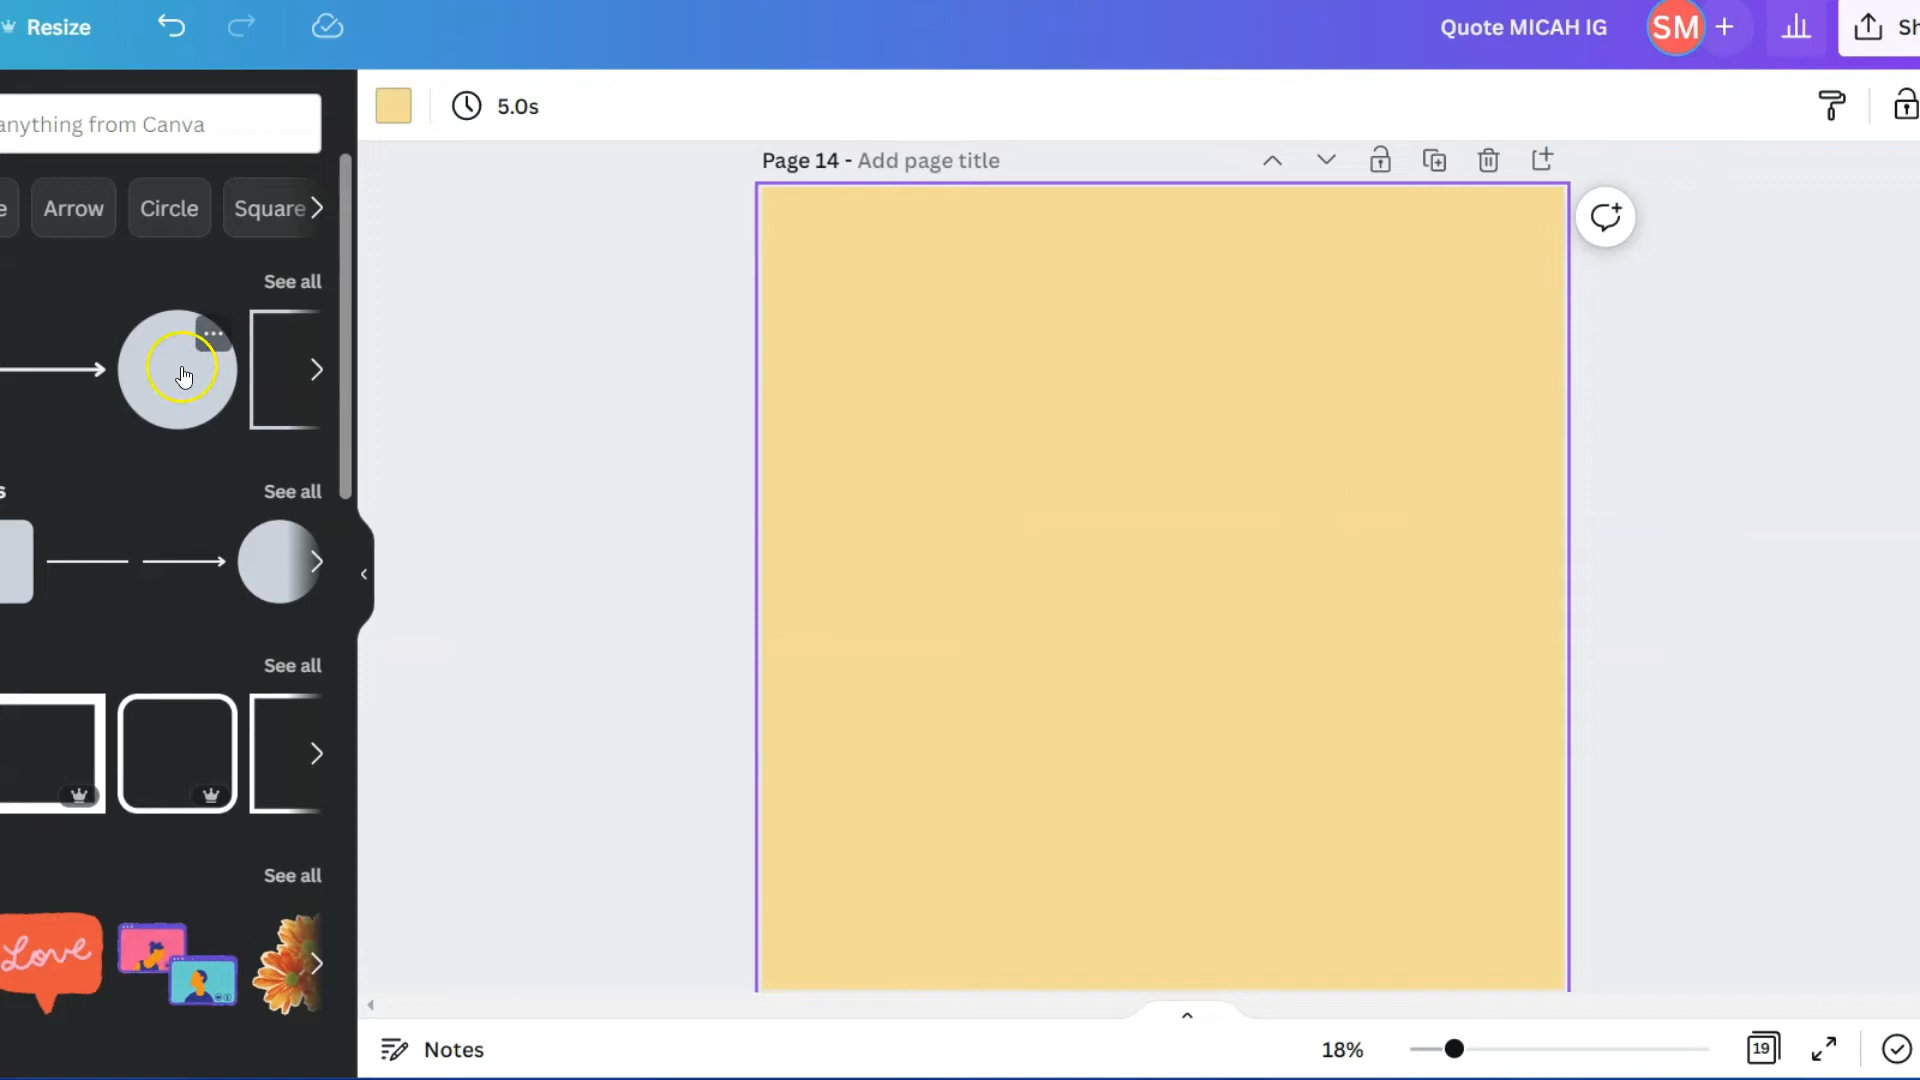 Resize
Quote MICAH IG
SM
Sh
anything from Canva
5.0s
Page 14 - Add page title
e
Arrow
Circle
Square
See all
s
See all
See all
See all
Love
Notes
18%
19